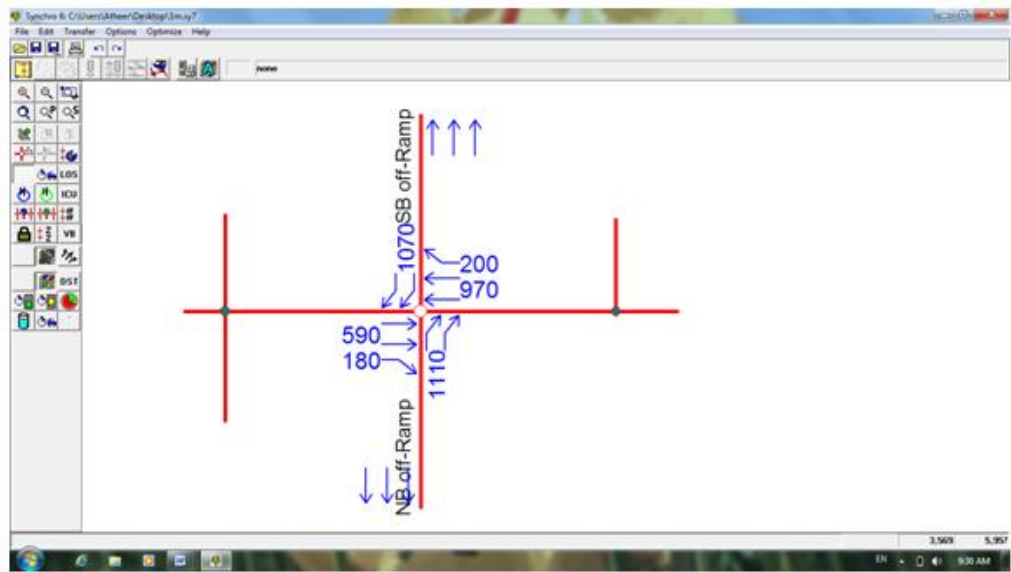 Synchro 6: C:\Users\Atheer\Desktop\1m.sy7
File Edit Transfer Options Optimize Help
none
LOS
ICU
VB
DST
SB off-Ramp
1070
200
970
590
180
1110
NB off-Ramp
3,569 5,957
EN 9:30 AM